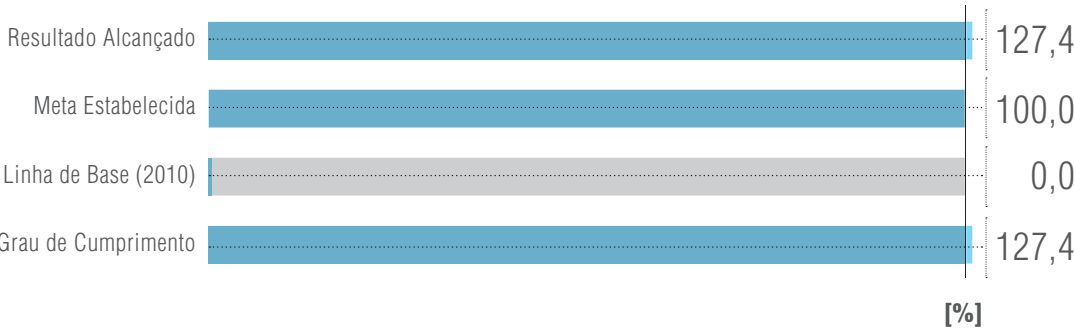 Resultado Alcançado 127,4
Meta Estabelecida 100,0
Linha de Base (2010) 0,0
Grau de Cumprimento 127,4
[%]